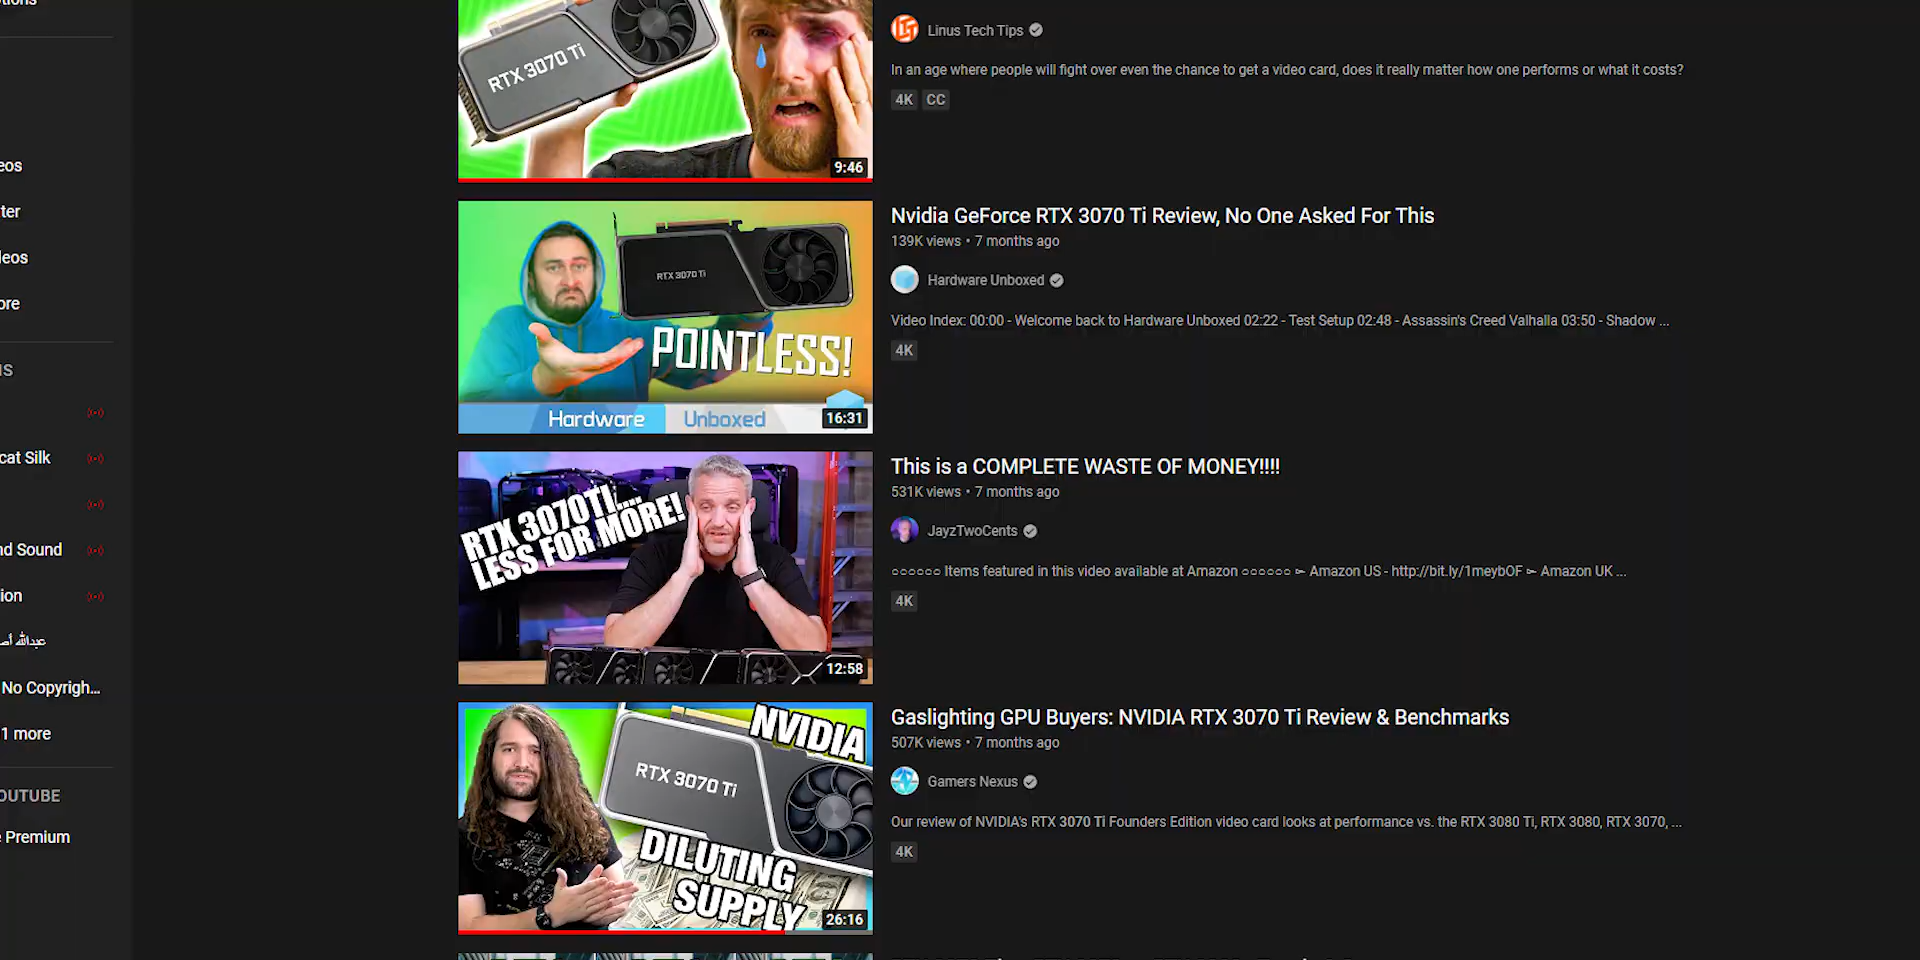 RTX 3070 Ti
9:46
Linus Tech Tips
In an age where people will fight over even the chance to get a video card, does it really matter how one performs or what it costs?
4K CC
eos
ter
leos
ore
cat Silk
nd Sound
ion
عبدالله أص
No Copyrigh...
1 more
OUTUBE
Premium
RTX 3070 Ti
POINTLESS!
Hardware Unboxed
16:31
Nvidia GeForce RTX 3070 Ti Review, No One Asked For This
139K views • 7 months ago
Hardware Unboxed
Video Index: 00:00 - Welcome back to Hardware Unboxed 02:22 - Test Setup 02:48 - Assassin's Creed Valhalla 03:50 - Shadow ...
4K
RTX 3070TI....
LESS FOR MORE!
12:58
This is a COMPLETE WASTE OF MONEY!!!!
531K views • 7 months ago
JayzTwoCents
○○○○○○ Items featured in this video available at Amazon ○○○○○○ ► Amazon US - http://bit.ly/1meybOF ► Amazon UK ...
4K
NVIDIA
RTX 3070 Ti
DILUTING
SUPPLY
26:16
Gaslighting GPU Buyers: NVIDIA RTX 3070 Ti Review & Benchmarks
507K views • 7 months ago
Gamers Nexus
Our review of NVIDIA's RTX 3070 Ti Founders Edition video card looks at performance vs. the RTX 3080 Ti, RTX 3080, RTX 3070, ...
4K